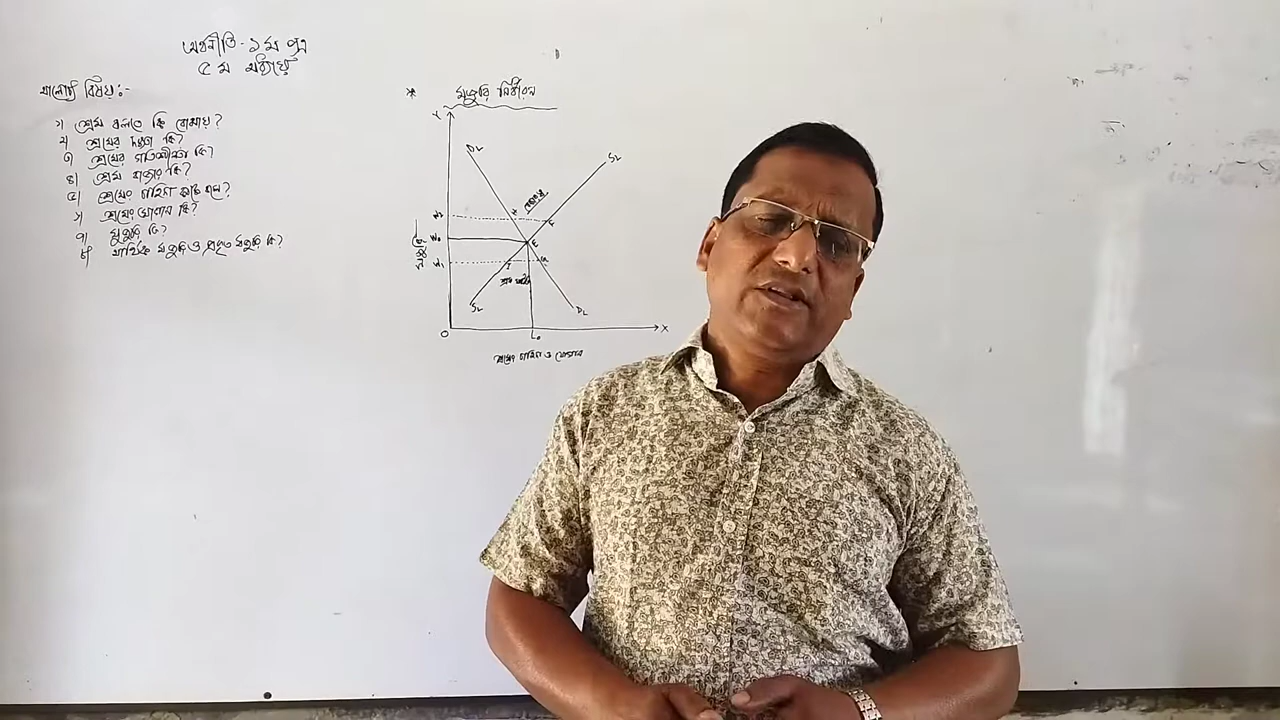 অর্থনীতি - ১ম পত্র
৫ম অধ্যায়
আলোচ্য বিষয়:-
১) শ্রম বলতে কি বোঝায়?
২) শ্রমের দক্ষতা কি?
৩) শ্রমের গতিশীলতা কি?
৪) শ্রম বাজার কি?
৫) শ্রমের চাহিদা কাকে বলে?
৬) শ্রমের যোগান কি?
৭) মজুরি কি?
৮) আর্থিক মজুরি ও প্রকৃত মজুরি কি?
* মজুরি নির্ধারণ
Y
DL
SL
W₂
H
W₀
E
W₁
I
G
SL
DL
O
L₀
X
শ্রমের চাহিদা ও যোগান